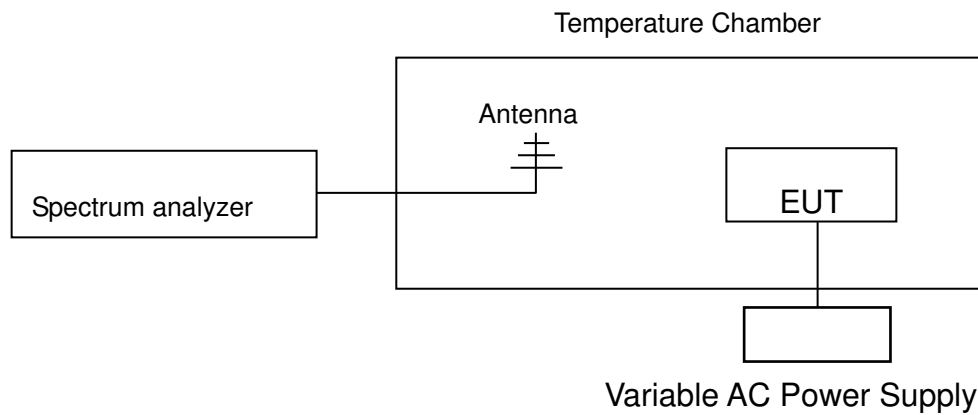 Temperature Chamber
Antenna
Spectrum analyzer
EUT
Variable AC Power Supply